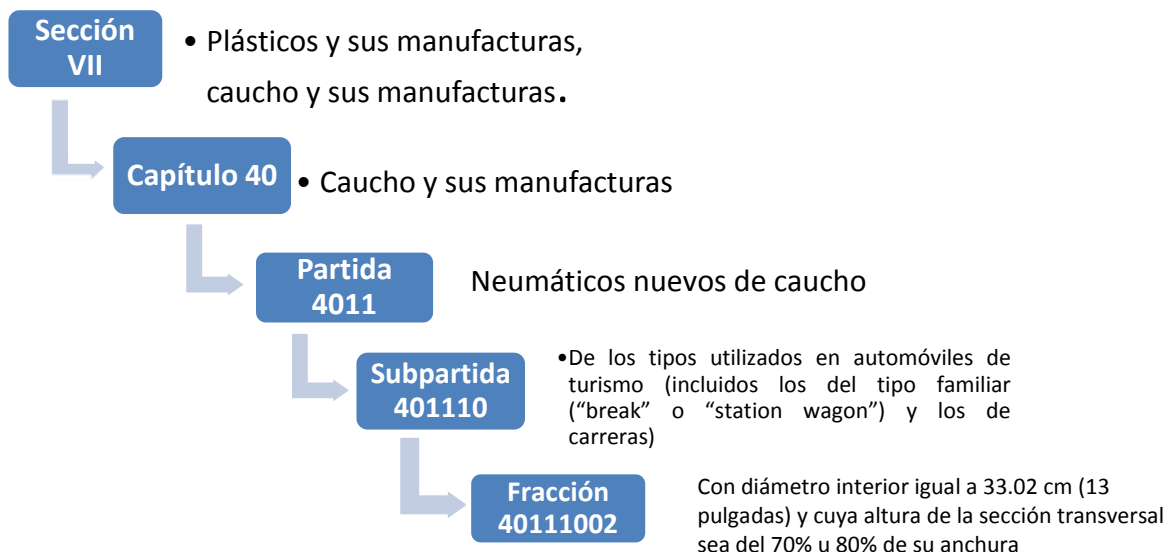 Sección
VII
• Plásticos y sus manufacturas,
caucho y sus manufacturas.
Capítulo 40
• Caucho y sus manufacturas
Partida
4011
Neumáticos nuevos de caucho
Subpartida
401110
•De los tipos utilizados en automóviles de
turismo (incluidos los del tipo familiar
(“break” o “station wagon”) y los de
carreras)
Fracción
40111002
Con diámetro interior igual a 33.02 cm (13
pulgadas) y cuya altura de la sección transversal
sea del 70% u 80% de su anchura